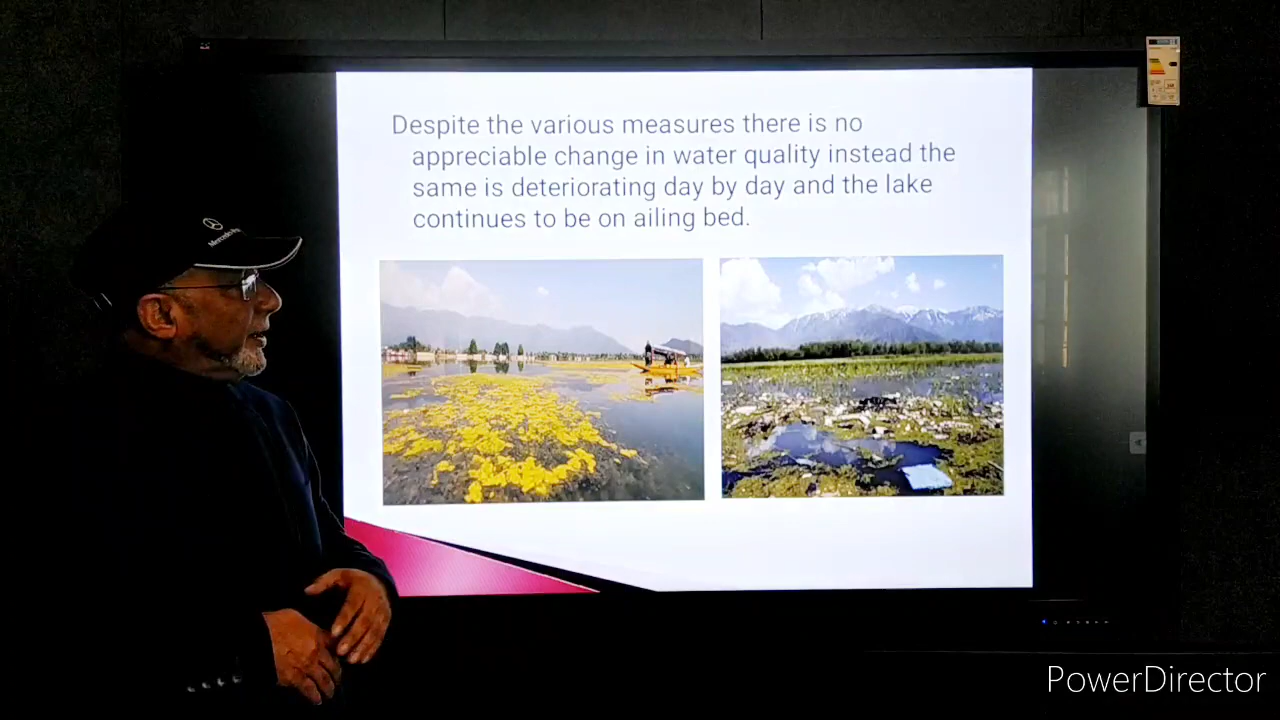 Despite the various measures there is no
appreciable change in water quality instead the
same is deteriorating day by day and the lake
continues to be on ailing bed.
PowerDirector